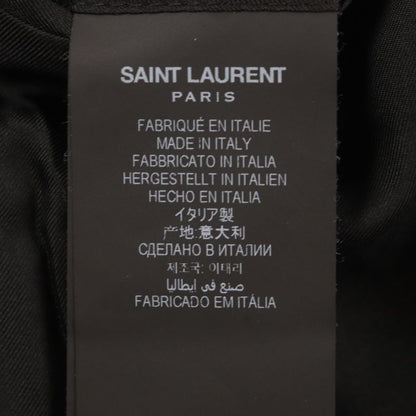 SAINT LAURENT
PARIS
FABRIQUÉ EN ITALIE
MADE IN ITALY
FABBRICATO IN ITALIA
HERGESTELLT IN ITALIEN
HECHO EN ITALIA
イタリア製
产地:意大利
СДЕЛАНО В ИТАЛИИ
제조국: 이태리
صنع في إيطاليا
FABRICADO EM ITÁLIA